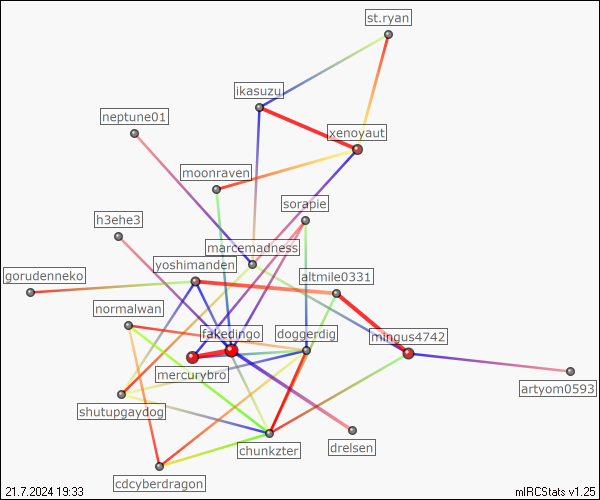 st.ryan
ikasuzu
neptune01
xenoyaut
moonraven
sorapie
h3ehe3
marcemadness
yoshimanden
gorudenneko
altmile0331
normalwan
fakedingo
doggerdig
mingus4742
mercurybro
artyom0593
shutupgaydog
chunkzter
drelsen
cdcyberdragon
21.7.2024 19:33
mIRCStats v1.25